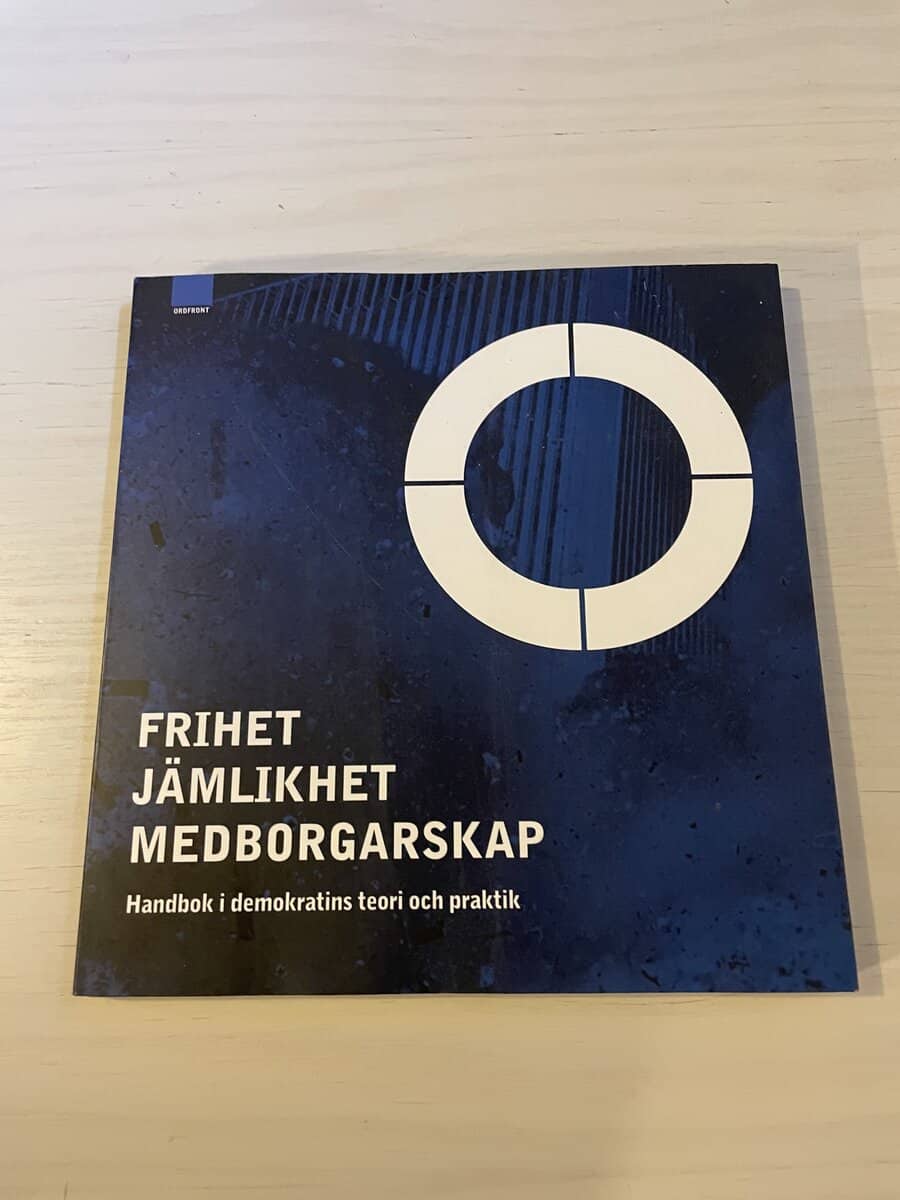 ORDFRONT
FRIHET
JÄMLIKHET
MEDBORGARSKAP
Handbok i demokratins teori och praktik